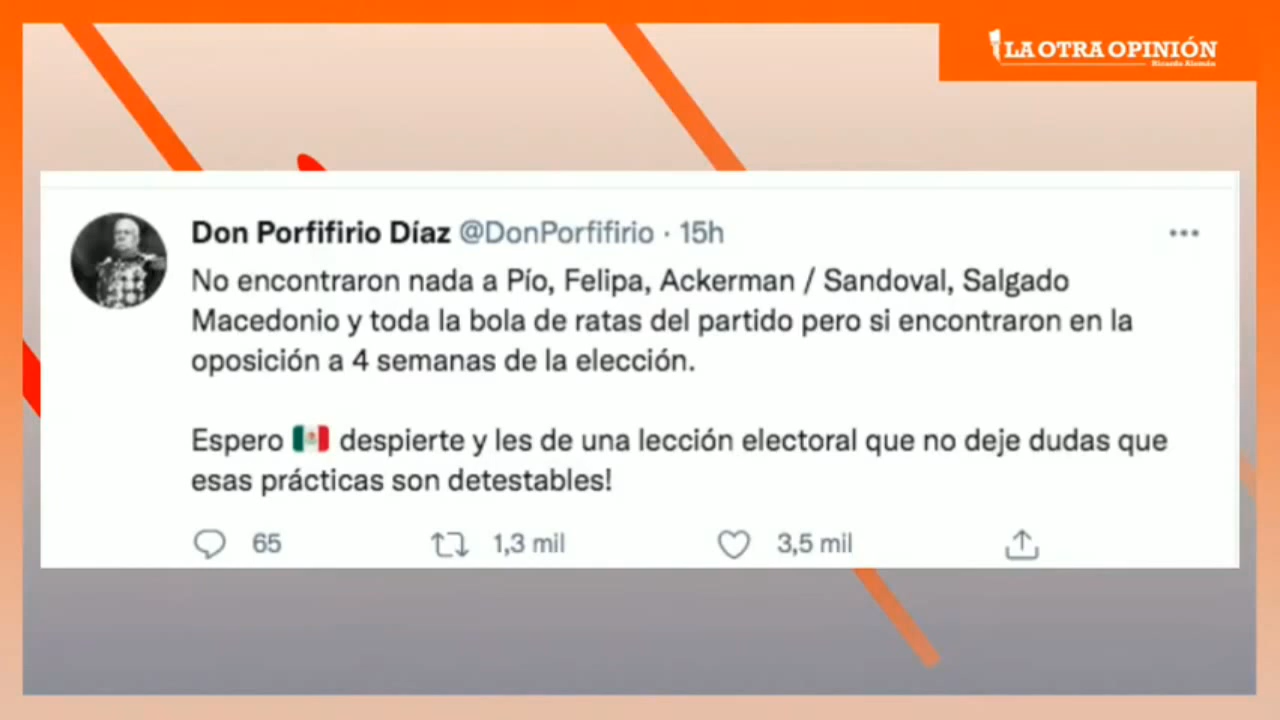 LA OTRA OPINIÓN
Ricardo Alemán
Don Porfifirio Díaz @DonPorfifirio · 15h
No encontraron nada a Pío, Felipa, Ackerman / Sandoval, Salgado
Macedonio y toda la bola de ratas del partido pero si encontraron en la
oposición a 4 semanas de la elección.
Espero 🇲🇽 despierte y les de una lección electoral que no deje dudas que
esas prácticas son detestables!
65 1,3 mil 3,5 mil